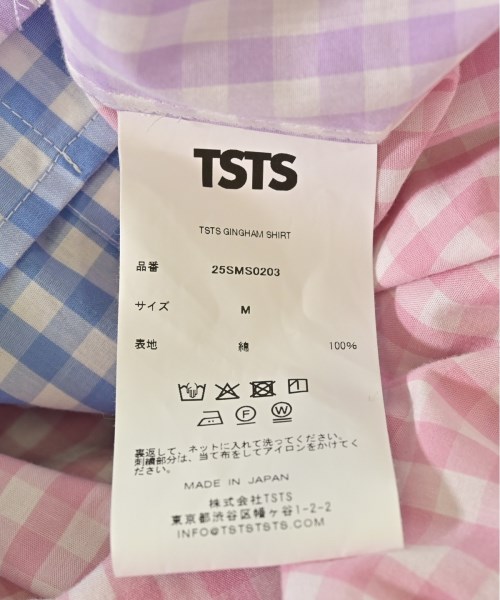 TSTS
TSTS GINGHAM SHIRT
品番 25SMS0203
サイズ M
表地 綿 100%
裏返して、ネットに入れて洗ってください。
刺繍部分は、当て布をしてアイロンをかけてく
ださい。
MADE IN JAPAN
株式会社TSTS
東京都渋谷区幡ヶ谷1-2-2
INFO@TSTSTSTS.COM